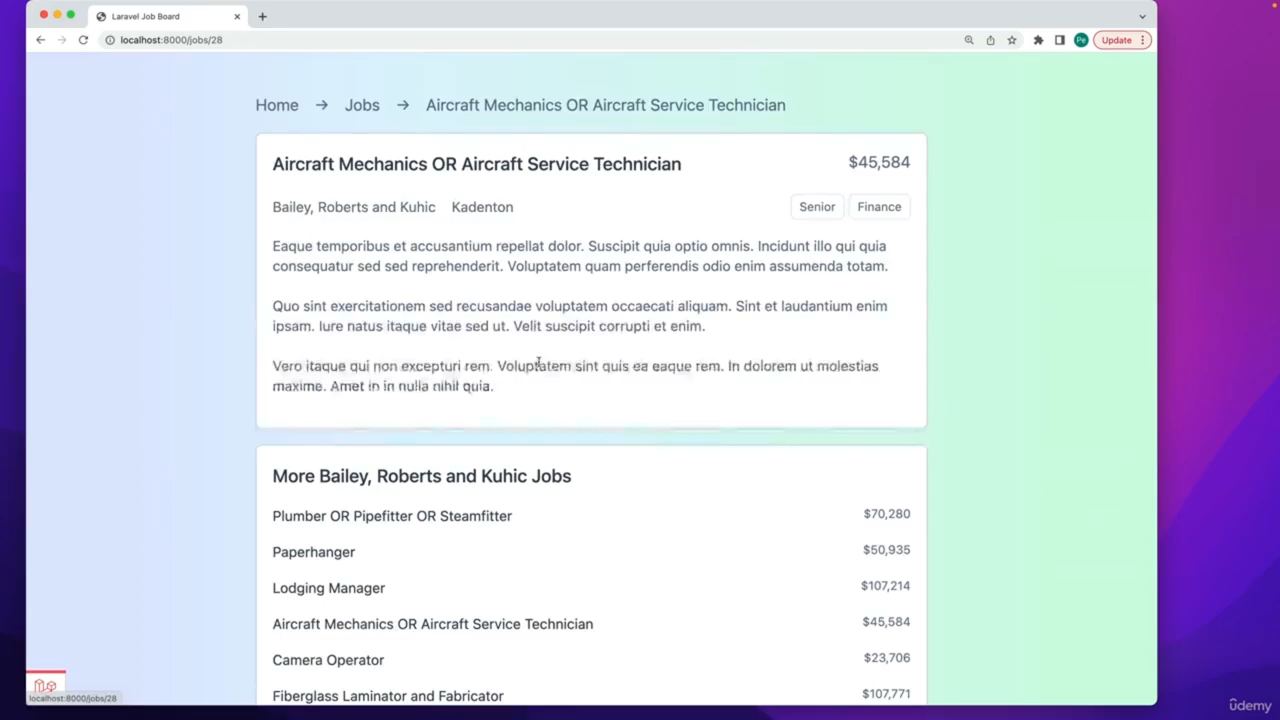 Laravel Job Board
localhost:8000/jobs/28
Pe
Update
Home → Jobs → Aircraft Mechanics OR Aircraft Service Technician
Aircraft Mechanics OR Aircraft Service Technician $45,584
Bailey, Roberts and Kuhic Kadenton Senior Finance
Eaque temporibus et accusantium repellat dolor. Suscipit quia optio omnis. Incidunt illo qui quia
consequatur sed sed reprehenderit. Voluptatem quam perferendis odio enim assumenda totam.
Quo sint exercitationem sed recusandae voluptatem occaecati aliquam. Sint et laudantium enim
ipsam. Iure natus itaque vitae sed ut. Velit suscipit corrupti et enim.
Vero itaque qui non excepturi rem. Voluptatem sint quis ea eaque rem. In dolorem ut molestias
maxime. Amet in in nulla nihil quia.
More Bailey, Roberts and Kuhic Jobs
Plumber OR Pipefitter OR Steamfitter $70,280
Paperhanger $50,935
Lodging Manager $107,214
Aircraft Mechanics OR Aircraft Service Technician $45,584
Camera Operator $23,706
Fiberglass Laminator and Fabricator $107,771
localhost:8000/jobs/28
ûdemy